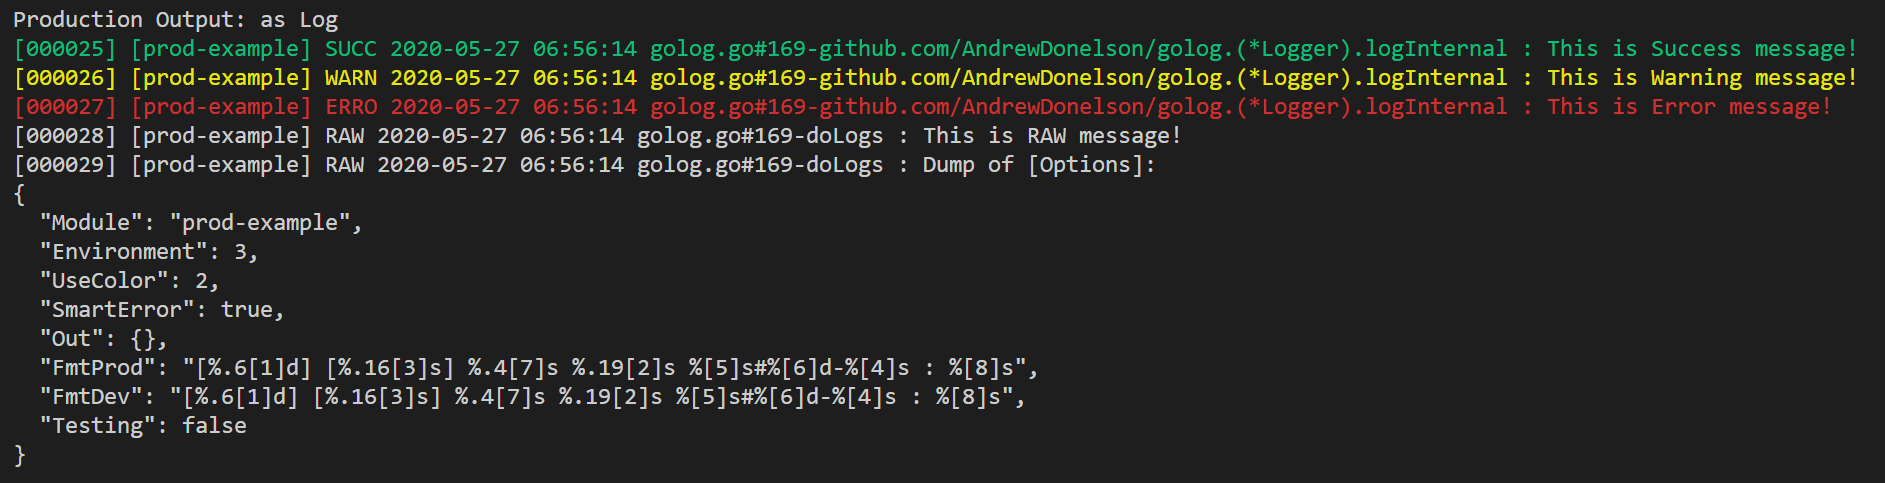 Production Output: as Log
[000025] [prod-example] SUCC 2020-05-27 06:56:14 golog.go#169-github.com/AndrewDonelson/golog.(*Logger).logInternal : This is Success message!
[000026] [prod-example] WARN 2020-05-27 06:56:14 golog.go#169-github.com/AndrewDonelson/golog.(*Logger).logInternal : This is Warning message!
[000027] [prod-example] ERRO 2020-05-27 06:56:14 golog.go#169-github.com/AndrewDonelson/golog.(*Logger).logInternal : This is Error message!
[000028] [prod-example] RAW 2020-05-27 06:56:14 golog.go#169-doLogs : This is RAW message!
[000029] [prod-example] RAW 2020-05-27 06:56:14 golog.go#169-doLogs : Dump of [Options]:
{
  "Module": "prod-example",
  "Environment": 3,
  "UseColor": 2,
  "SmartError": true,
  "Out": {},
  "FmtProd": "[%.6[1]d] [%.16[3]s] %.4[7]s %.19[2]s %[5]s#%[6]d-%[4]s : %[8]s",
  "FmtDev": "[%.6[1]d] [%.16[3]s] %.4[7]s %.19[2]s %[5]s#%[6]d-%[4]s : %[8]s",
  "Testing": false
}